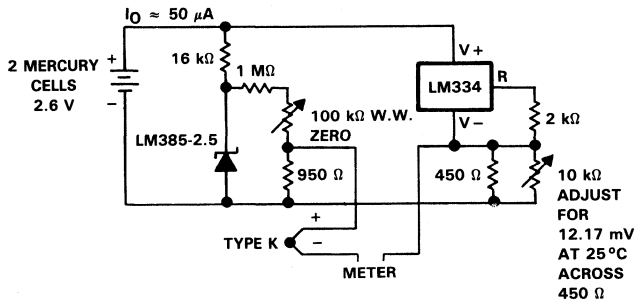 I₀ ≈ 50 µA
2 MERCURY
CELLS
2.6 V
+
−
16 kΩ
1 MΩ
100 kΩ W.W.
ZERO
LM385-2.5
950 Ω
V+
LM334
R
V−
2 kΩ
450 Ω
10 kΩ
ADJUST
FOR
12.17 mV
AT 25°C
ACROSS
450 Ω
+
TYPE K
−
METER